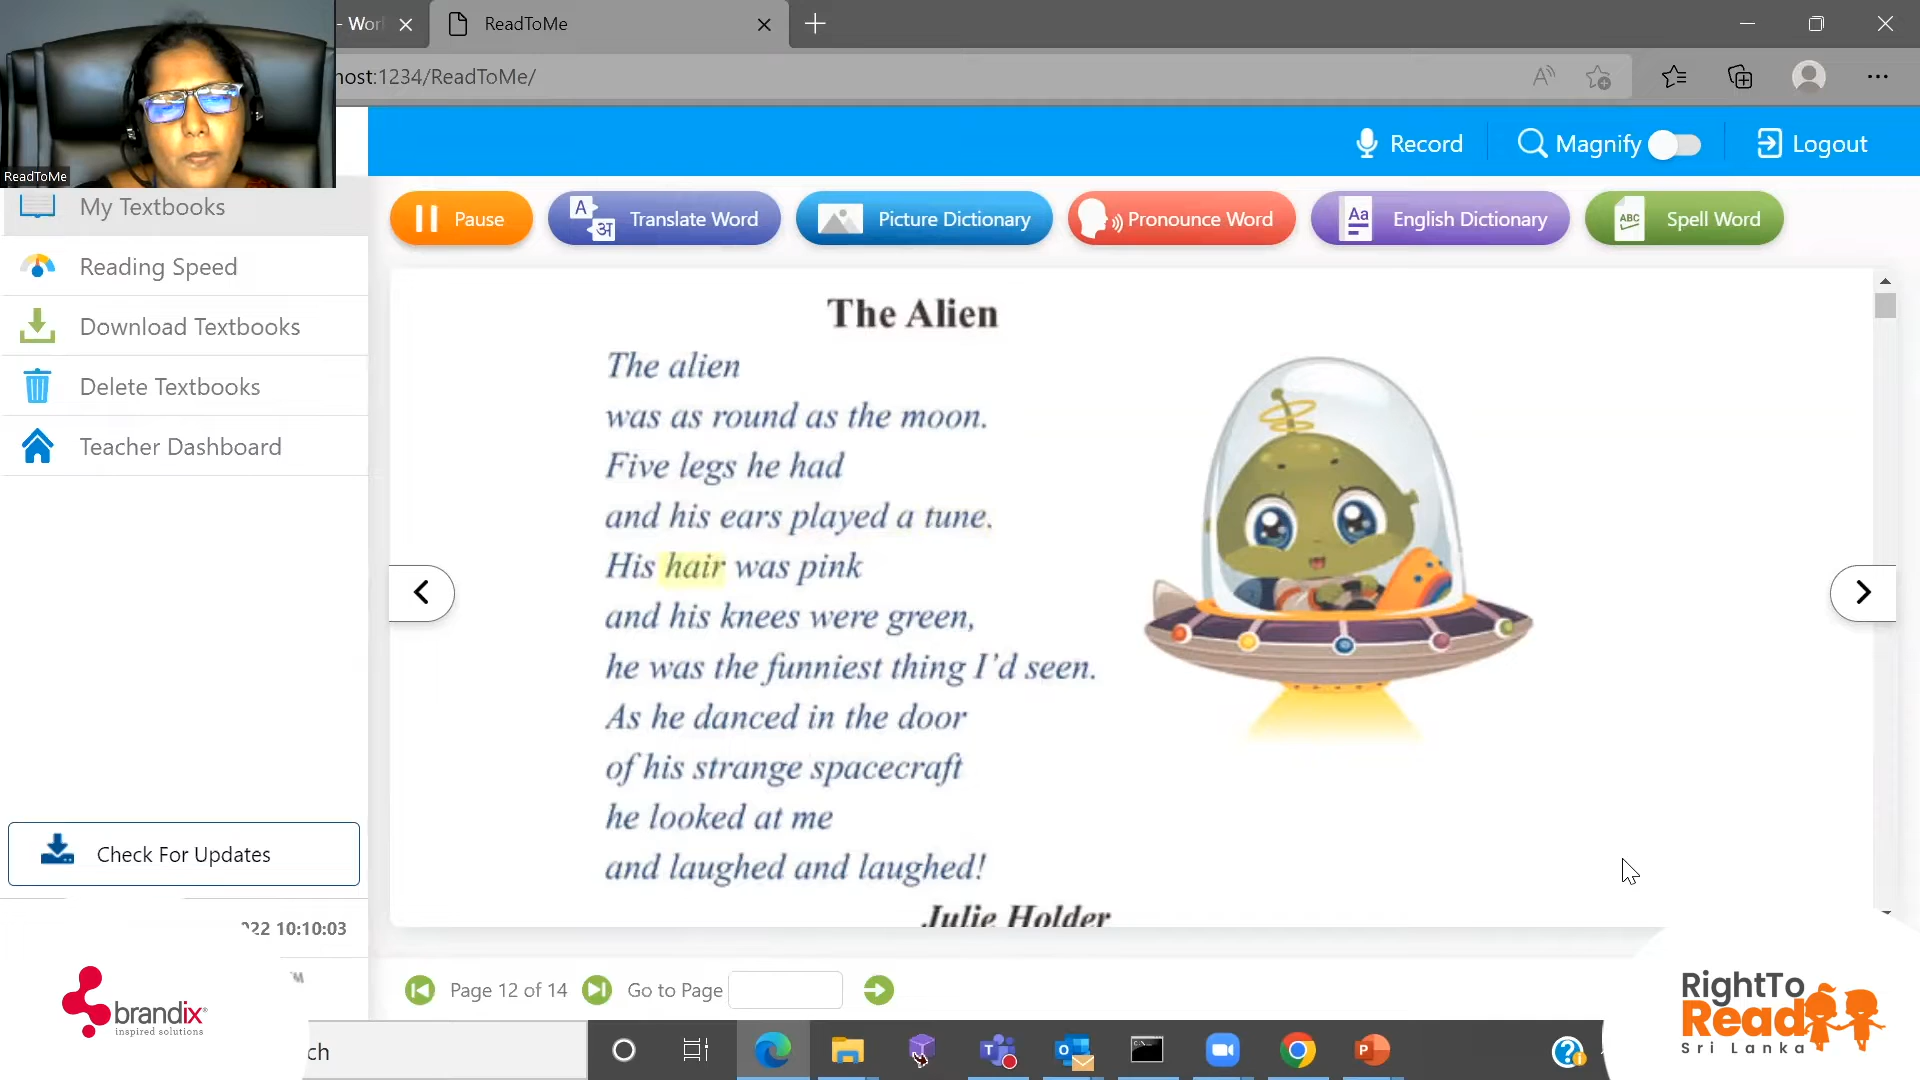 - Worl
ReadToMe
host:1234/ReadToMe/
ReadToMe
Record
Magnify
Logout
My Textbooks
Reading Speed
Download Textbooks
Delete Textbooks
Teacher Dashboard
Pause
A अ Translate Word
Picture Dictionary
Pronounce Word
Aa English Dictionary
ABC Spell Word
The Alien
The alien
was as round as the moon.
Five legs he had
and his ears played a tune.
His hair was pink
and his knees were green,
he was the funniest thing I'd seen.
As he danced in the door
of his strange spacecraft
he looked at me
and laughed and laughed!
Julie Holder
Check For Updates
022 10:10:03
brandix
inspired solutions
Page 12 of 14
Go to Page
RightTo
Read
Sri Lanka
ch